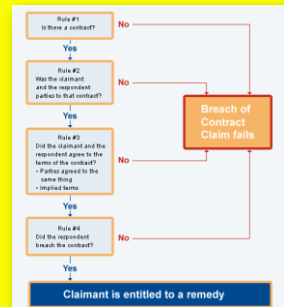 Rule #1
Is there a contract?
No
Yes
Rule #2
Was the claimant
and the respondent
parties to that contract?
No
Yes
Rule #3
Did the claimant and the
respondent agree to the
terms of the contract?
• Parties agreed to the
same thing
• Implied terms
No
Yes
Rule #4
Did the respondent
breach the contract?
No
Yes
Breach of
Contract
Claim fails
Claimant is entitled to a remedy